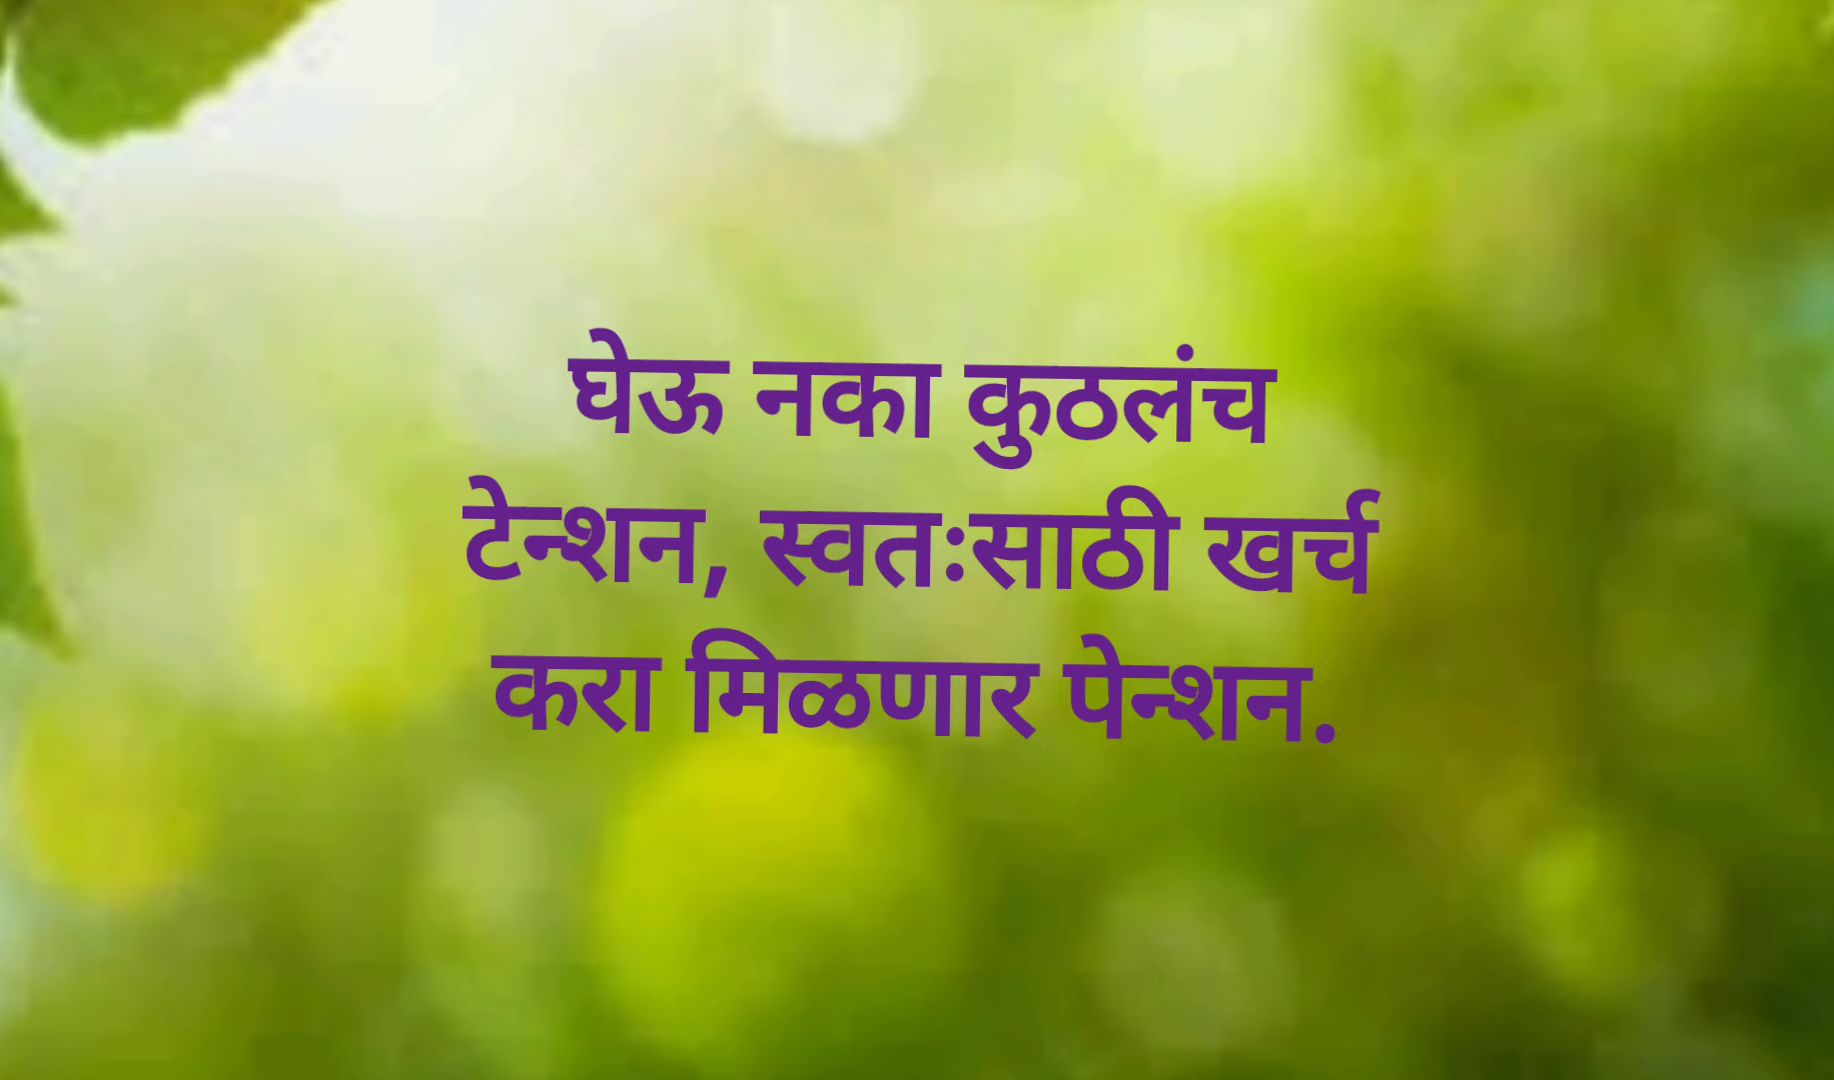 घेऊ नका कुठलंच
टेन्शन, स्वतःसाठी खर्च
करा मिळणार पेन्शन.